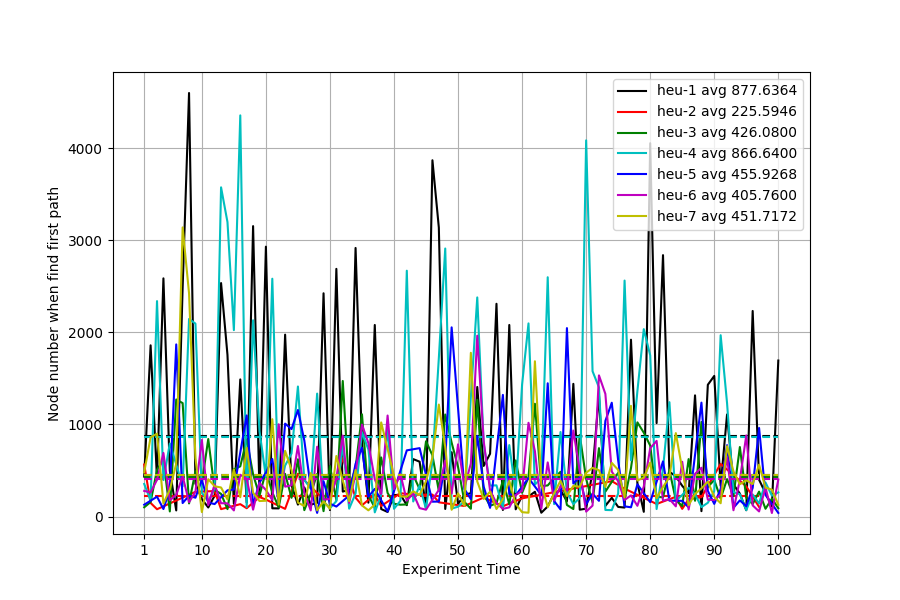 heu-1 avg 877.6364
heu-2 avg 225.5946
heu-3 avg 426.0800
heu-4 avg 866.6400
heu-5 avg 455.9268
heu-6 avg 405.7600
heu-7 avg 451.7172
Node number when find first path
4000
3000
2000
1000
0
1 10 20 30 40 50 60 70 80 90 100
Experiment Time